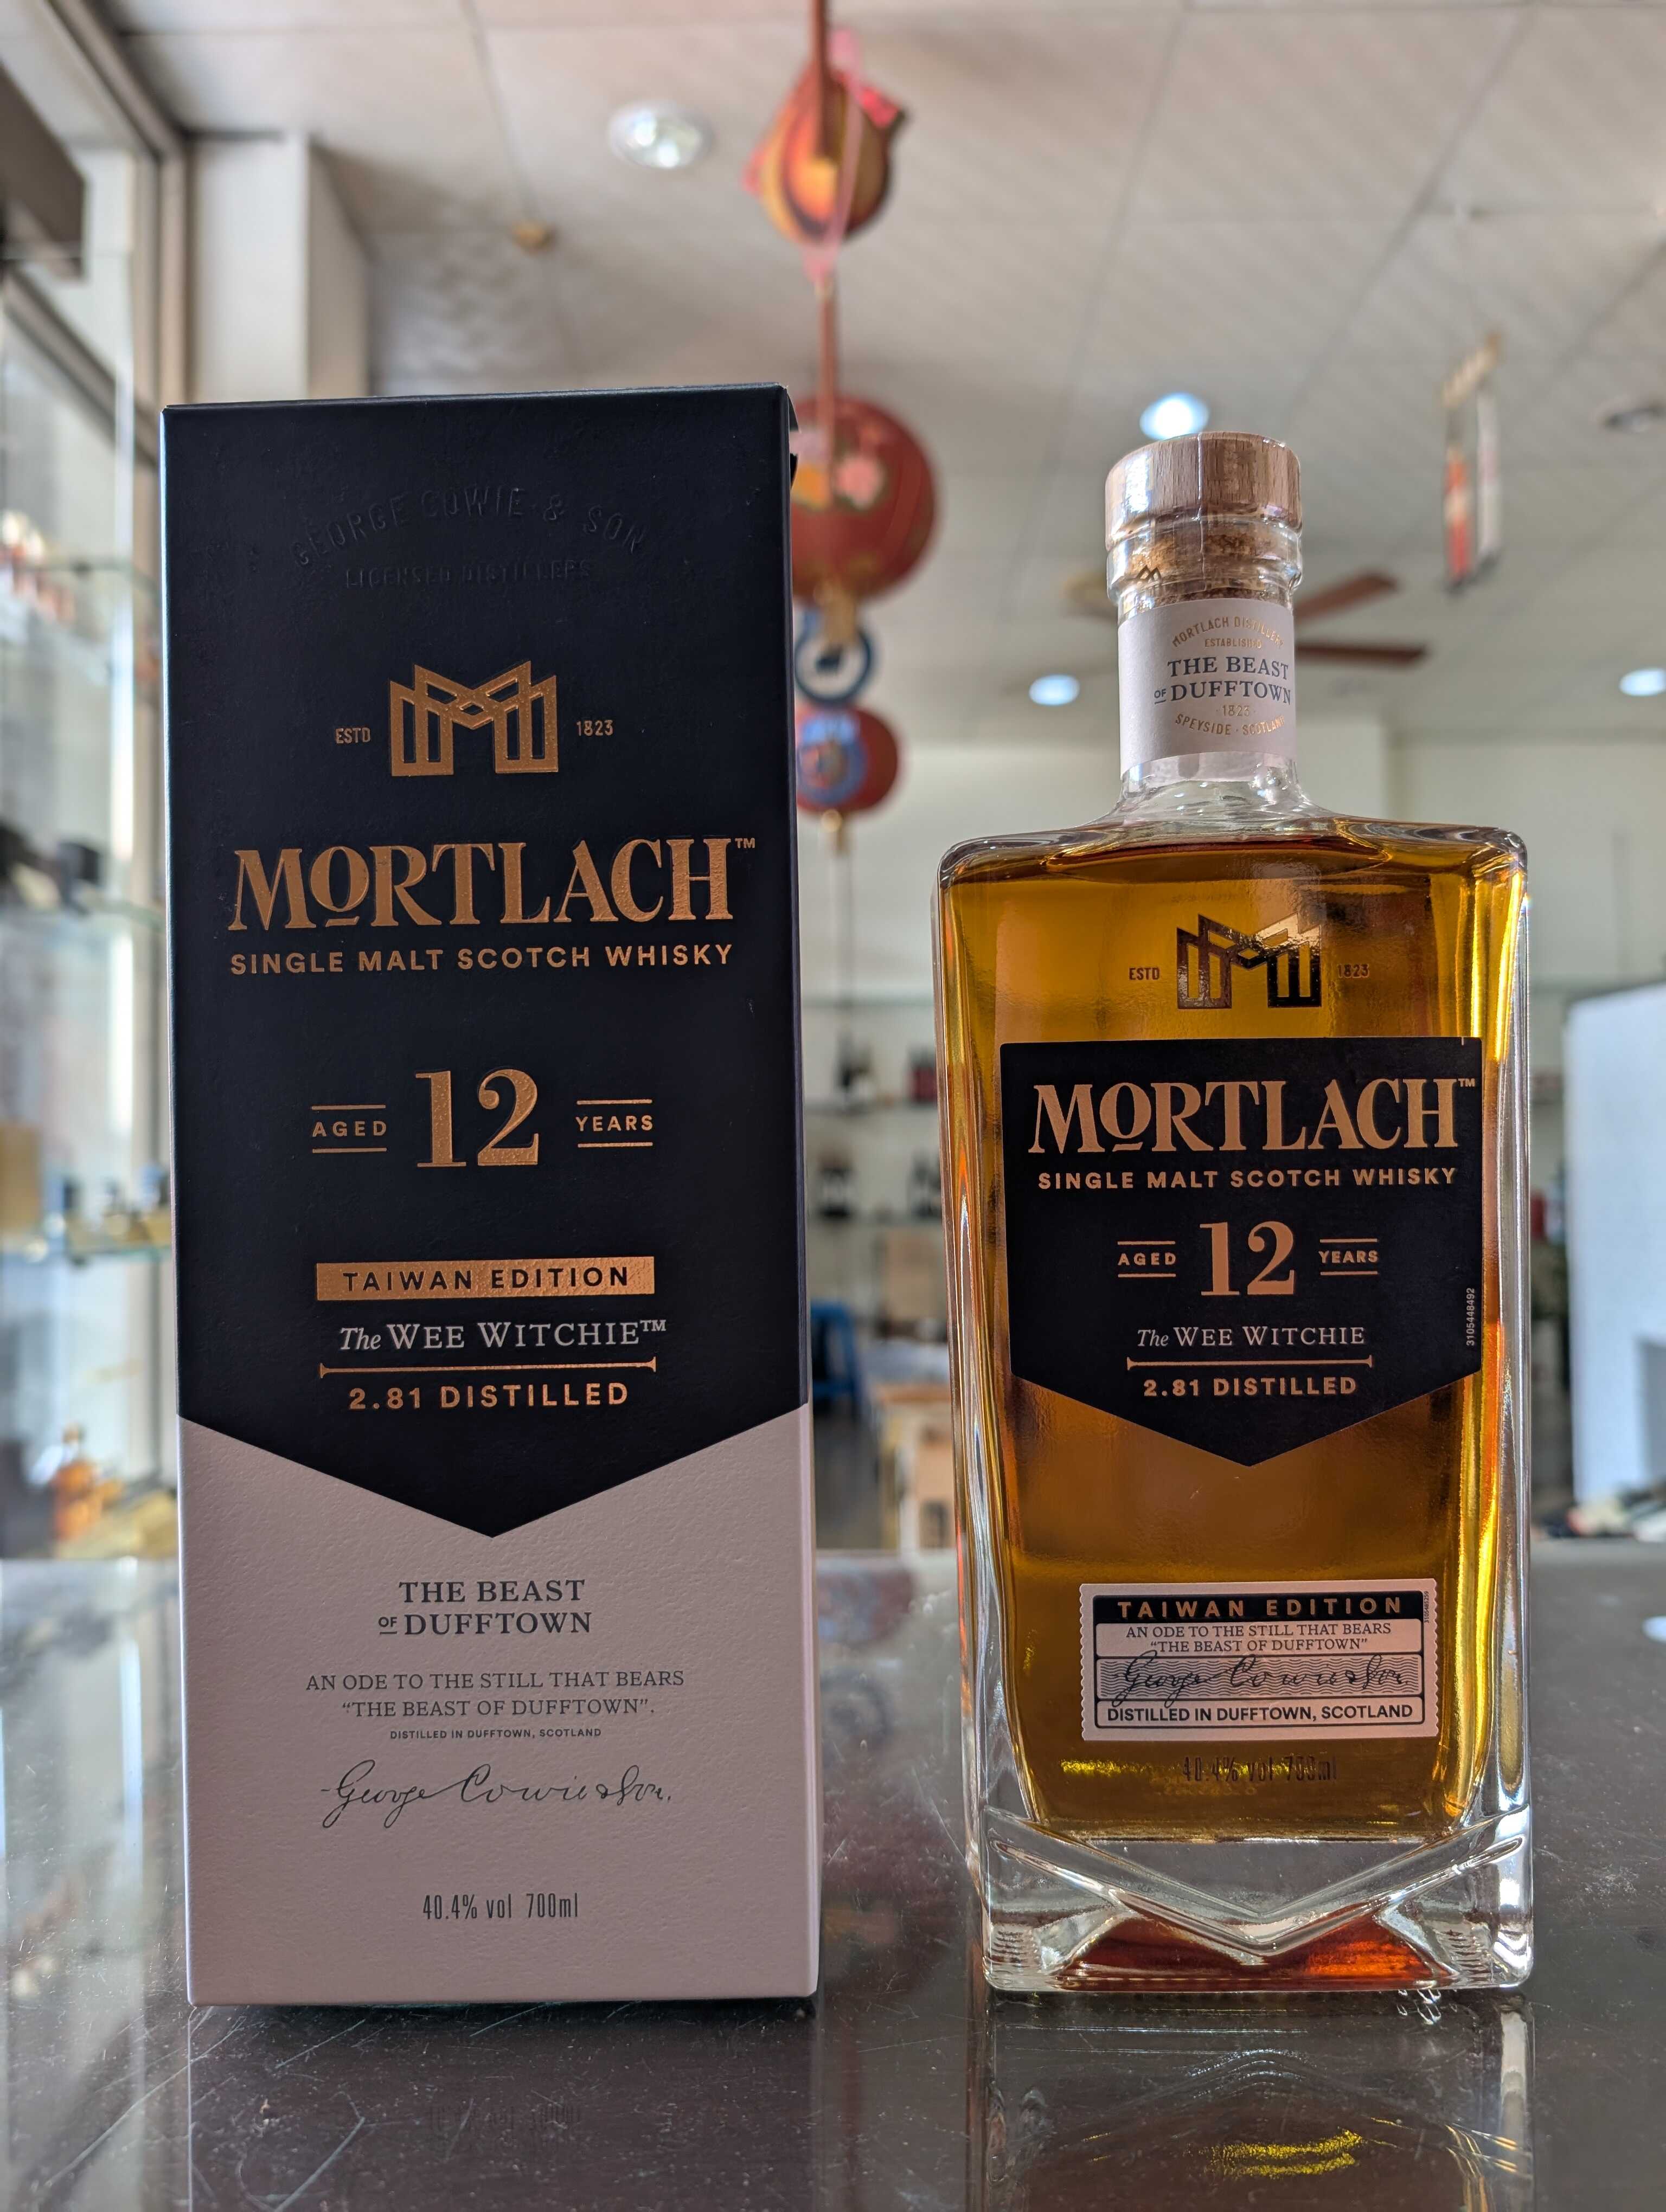 GEORGE COWIE & SON
LICENSED DISTILLERS
ESTD 1823
MORTLACH™
SINGLE MALT SCOTCH WHISKY
AGED 12 YEARS
TAIWAN EDITION
The WEE WITCHIE™
2.81 DISTILLED
THE BEAST
OF DUFFTOWN
AN ODE TO THE STILL THAT BEARS
“THE BEAST OF DUFFTOWN”.
DISTILLED IN DUFFTOWN, SCOTLAND
George Cowie & Son.
40.4% vol 700ml
MORTLACH DISTILLERY
ESTABLISHED
THE BEAST
OF DUFFTOWN
·1823·
SPEYSIDE · SCOTLAND
ESTD 1823
MORTLACH™
SINGLE MALT SCOTCH WHISKY
AGED 12 YEARS
The WEE WITCHIE
2.81 DISTILLED
3105448492
TAIWAN EDITION
AN ODE TO THE STILL THAT BEARS
“THE BEAST OF DUFFTOWN”
George Cowie & Son.
DISTILLED IN DUFFTOWN, SCOTLAND
40.4% vol 700ml